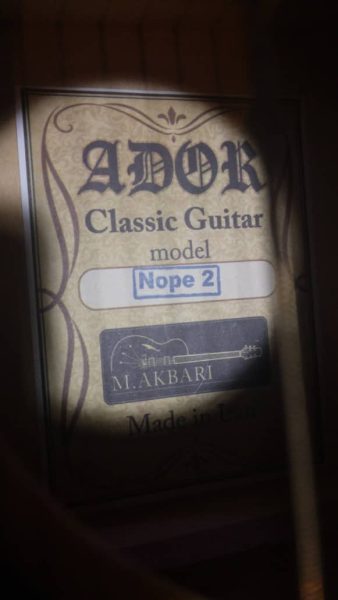 ADOR
Classic Guitar
model
Nope 2
M.AKBARI
Made in